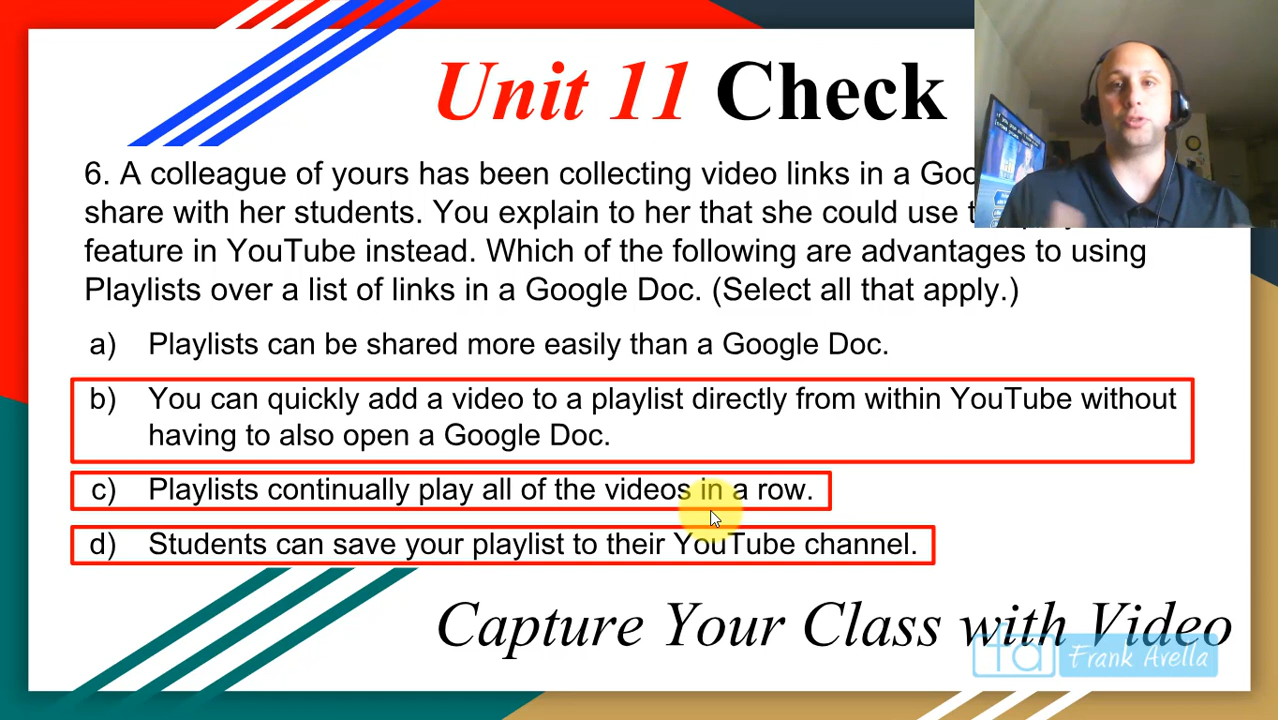 Unit 11 Check
6. A colleague of yours has been collecting video links in a
share with her students. You explain to her that she could use
feature in YouTube instead. Which of the following are advantages to using
Playlists over a list of links in a Google Doc. (Select all that apply.)
a) Playlists can be shared more easily than a Google Doc.
b) You can quickly add a video to a playlist directly from within YouTube without
having to also open a Google Doc.
c) Playlists continually play all of the videos in a row.
d) Students can save your playlist to their YouTube channel.
Capture Your Class with Video
fa Frank Avella